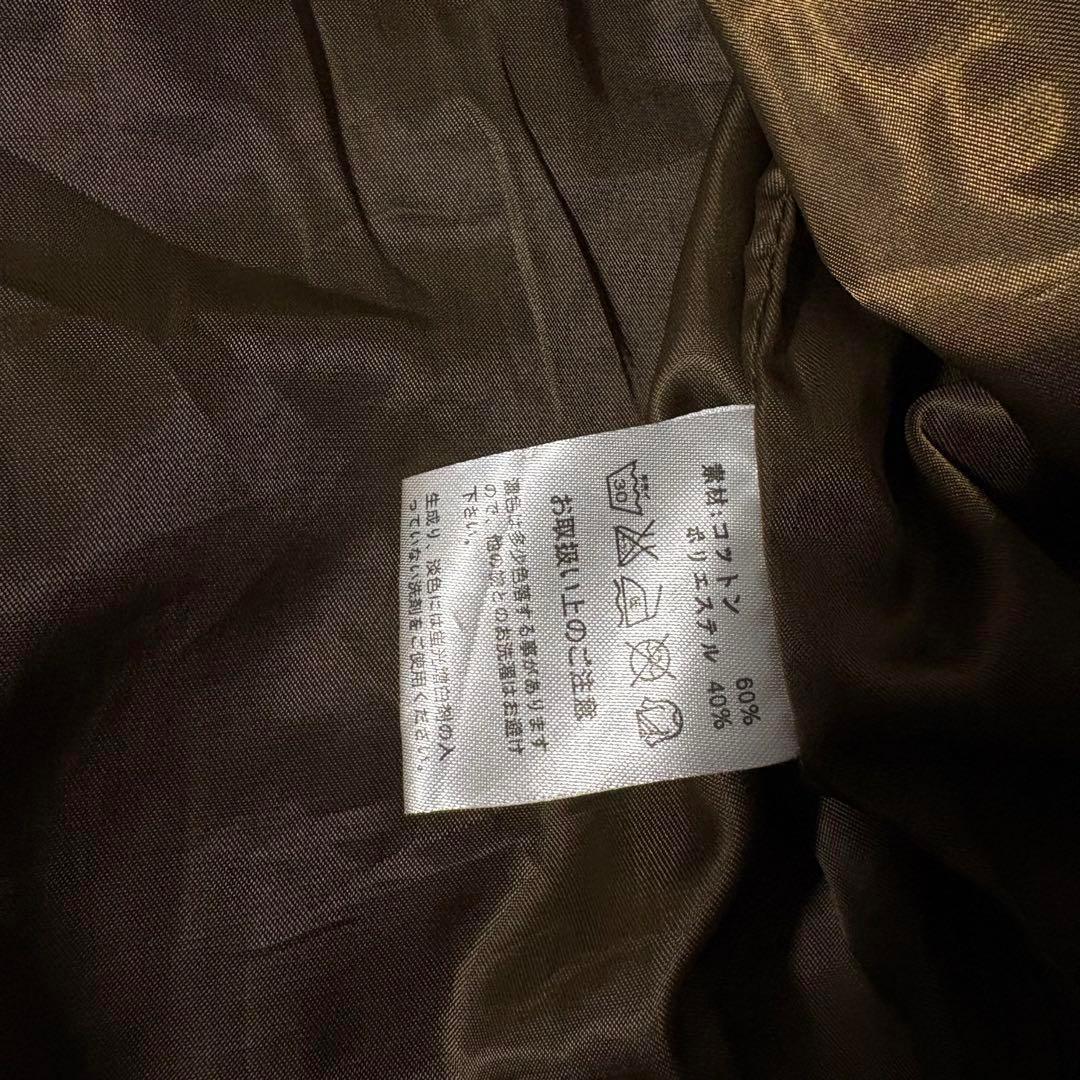 素材:コットン 60%
ポリエステル 40%
30
お取扱い上のご注意
濃色は多少色落する事があります
ので、他の物とのお洗濯はお避け
下さい。
生成り、淡色には蛍光増白剤の入
っていない洗剤をご使用ください。